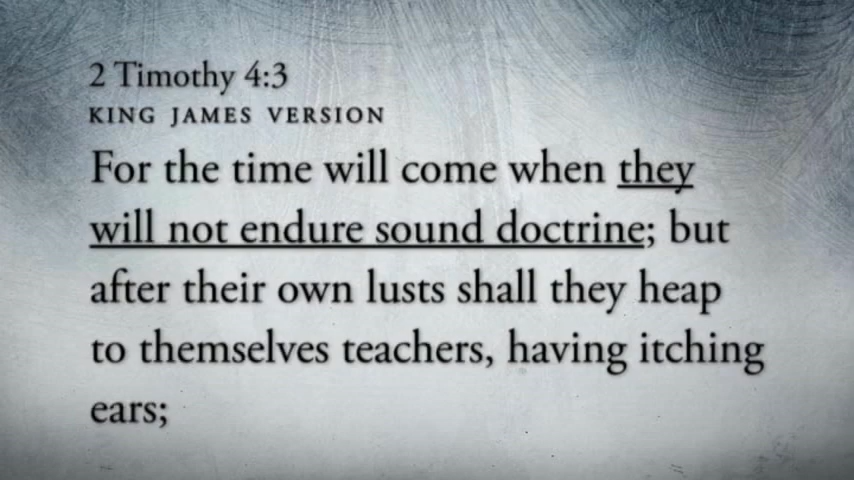 2 Timothy 4:3
KING JAMES VERSION
For the time will come when they
will not endure sound doctrine; but
after their own lusts shall they heap
to themselves teachers, having itching
ears;